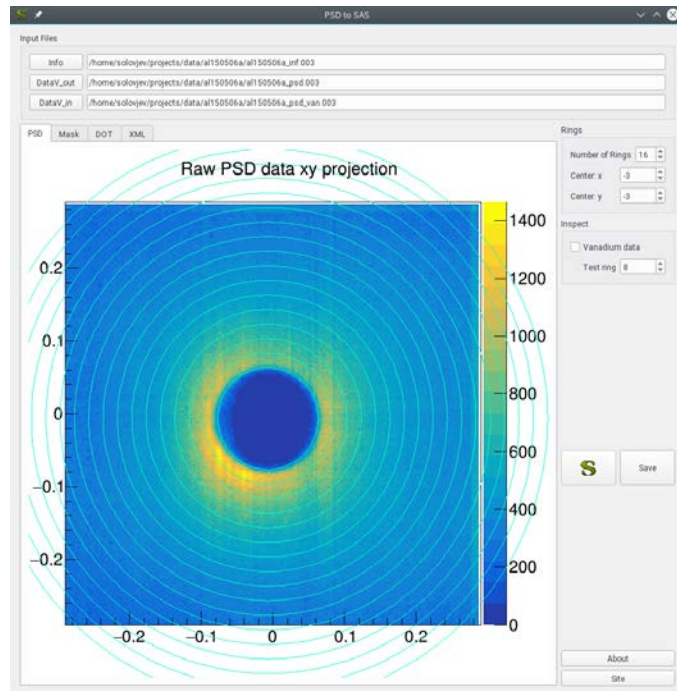 PSD to SAS
Input Files
Info /home/solovjev/projects/data/al150506a/al150506a_inf.003
DataV_out /home/solovjev/projects/data/al150506a/al150506a_psd.003
DataV_in /home/solovjev/projects/data/al150506a/al150506a_psd_van.003
PSD Mask DOT XML
Raw PSD data xy projection
0.2
0.1
0
−0.1
−0.2
−0.2 −0.1 0 0.1 0.2
1400
1200
1000
800
600
400
200
0
Rings
Number of Rings 16
Center: x -3
Center: y -3
Inspect
Vanadium data
Test ring 8
S Save
About
Site